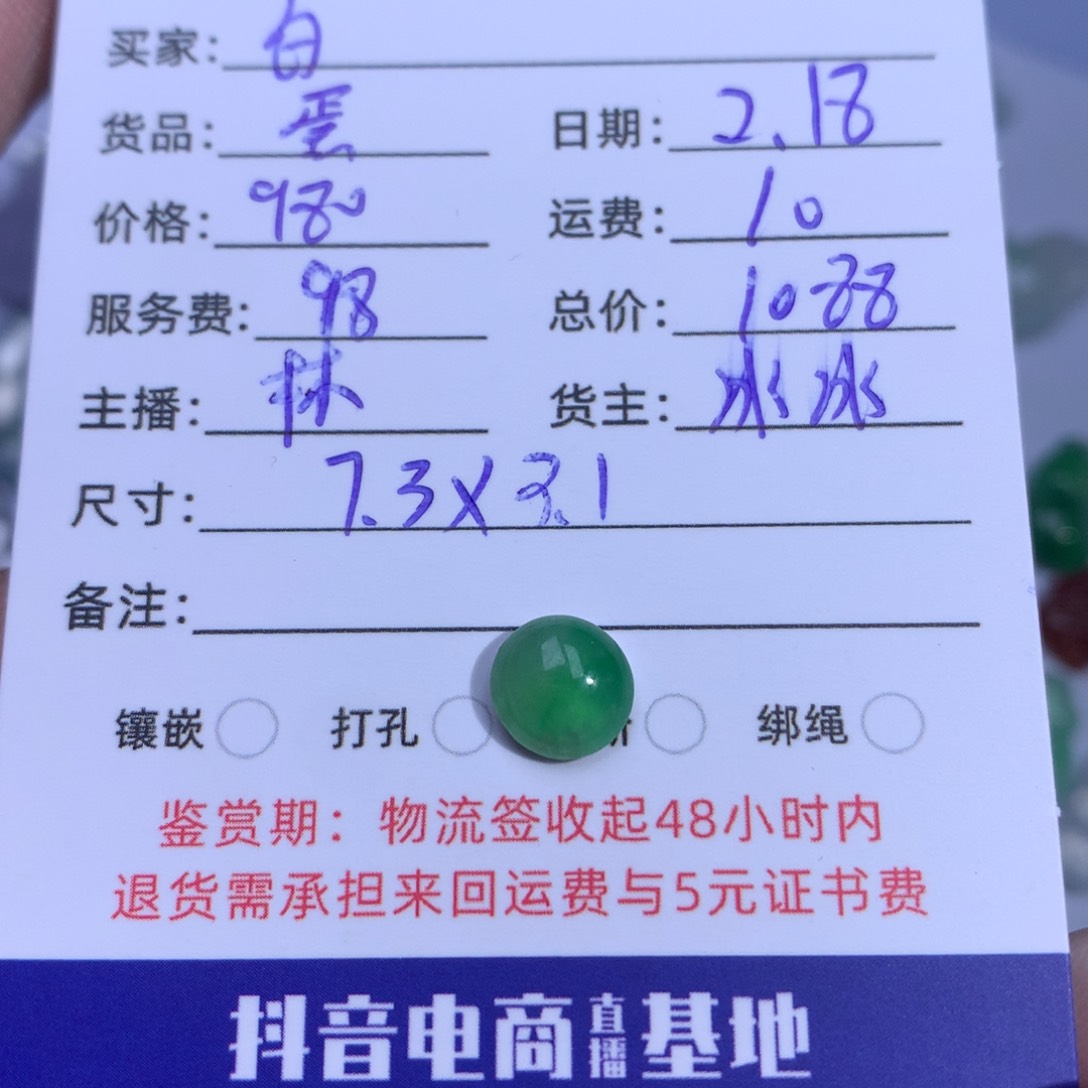 买家: 白
货品: 蛋 日期: 2.18
价格: 980 运费: 10
服务费: 98 总价: 1088
主播: 林 货主: 冰冰
尺寸: 7.3X3.1
备注:
镶嵌 打孔 绑绳
鉴赏期: 物流签收起48小时内
退货需承担来回运费与5元证书费
抖音电商直播基地